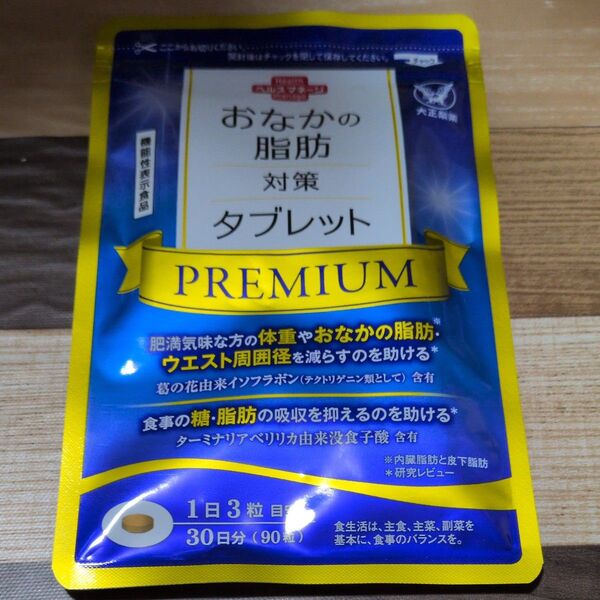 ここからお切りください。
開封後はチャックを閉じて保存してください。
チャック
Health
ヘルスマネージ
Manage
大正製薬
機能性表示食品
おなかの
脂肪
対策
タブレット
PREMIUM
肥満気味な方の体重やおなかの脂肪※・
ウエスト周囲径を減らすのを助ける*
葛の花由来イソフラボン(テクトリゲニン類として)含有
食事の糖・脂肪の吸収を抑えるのを助ける*
ターミナリアベリリカ由来没食子酸 含有
※内臓脂肪と皮下脂肪
*研究レビュー
1日3粒 目安
30日分(90粒)
食生活は、主食、主菜、副菜を
基本に、食事のバランスを。